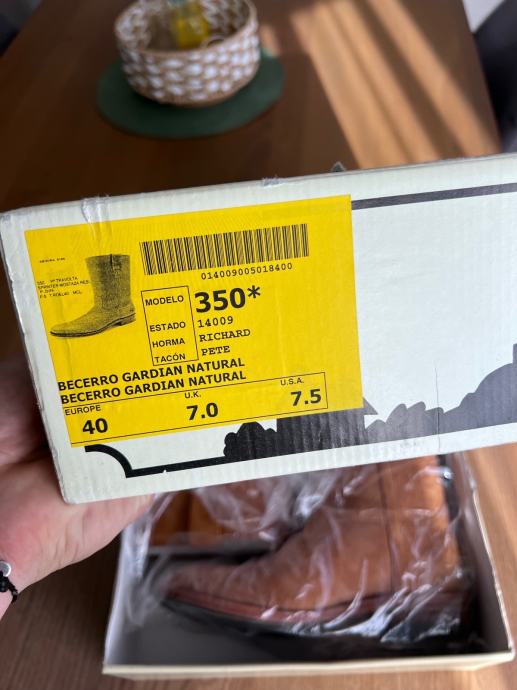 014009005018400
MODELO 350*
ESTADO 14009
HORMA RICHARD
TACÓN PETE
BECERRO GARDIAN NATURAL
BECERRO GARDIAN NATURAL
EUROPE U.K. U.S.A.
40 7.0 7.5